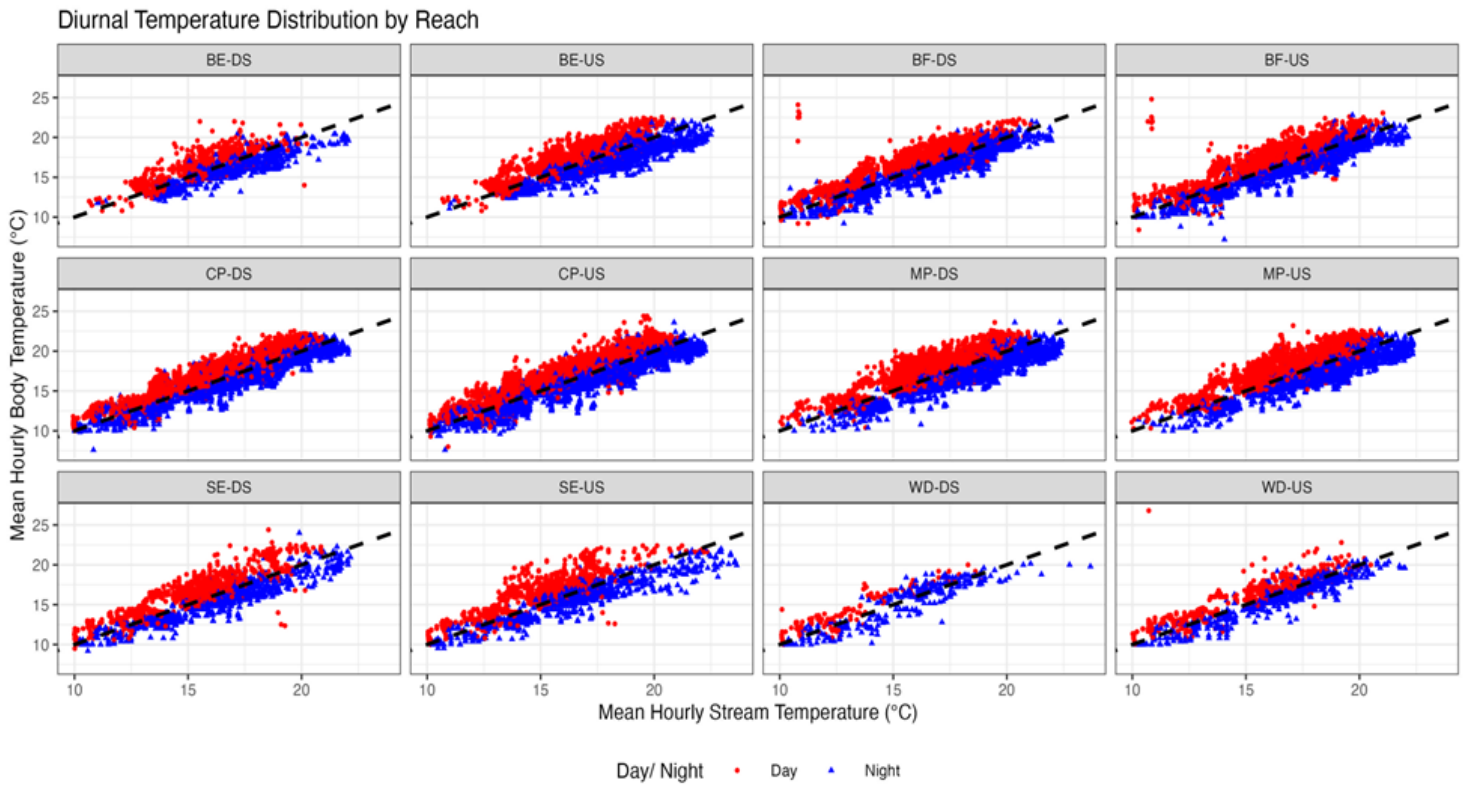 Diurnal Temperature Distribution by Reach
BE-DS BE-US BF-DS BF-US
25
20
15
10
CP-DS CP-US MP-DS MP-US
25
20
15
10
SE-DS SE-US WD-DS WD-US
25
20
15
10
Mean Hourly Body Temperature (°C)
10 15 20 10 15 20 10 15 20 10 15 20
Mean Hourly Stream Temperature (°C)
Day/ Night Day Night